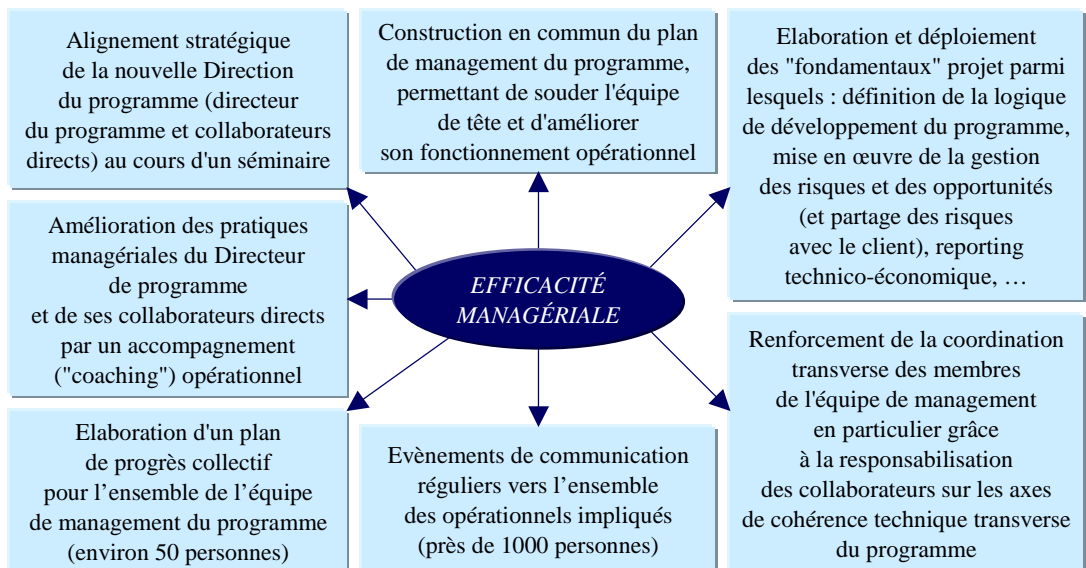 Alignement stratégique
de la nouvelle Direction
du programme (directeur
du programme et collaborateurs
directs) au cours d'un séminaire
Construction en commun du plan
de management du programme,
permettant de souder l'équipe
de tête et d'améliorer
son fonctionnement opérationnel
Elaboration et déploiement
des "fondamentaux" projet parmi
lesquels : définition de la logique
de développement du programme,
mise en œuvre de la gestion
des risques et des opportunités
(et partage des risques
avec le client), reporting
technico-économique, …
Amélioration des pratiques
managériales du Directeur
de programme
et de ses collaborateurs directs
par un accompagnement
("coaching") opérationnel
EFFICACITÉ
MANAGÉRIALE
Renforcement de la coordination
transverse des membres
de l'équipe de management
en particulier grâce
à la responsabilisation
des collaborateurs sur les axes
de cohérence technique transverse
du programme
Elaboration d'un plan
de progrès collectif
pour l’ensemble de l’équipe
de management du programme
(environ 50 personnes)
Evènements de communication
réguliers vers l’ensemble
des opérationnels impliqués
(près de 1000 personnes)